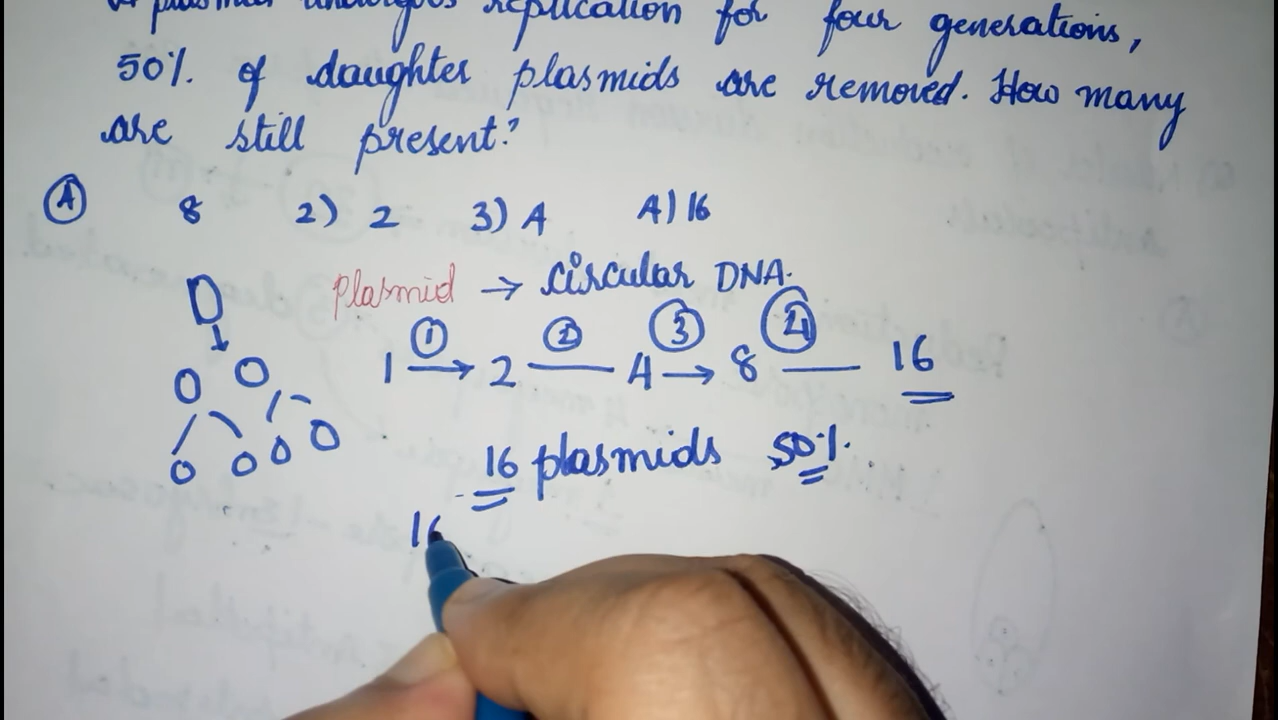 plasmid undergoes replication for four generations,
50% of daughter plasmids are removed. How many
are still present?
A 8 2) 2 3) 4 4) 16
plasmid → circular DNA.
1 2 3 4
1 → 2 — 4 → 8 — 16
16 plasmids 50%.
16